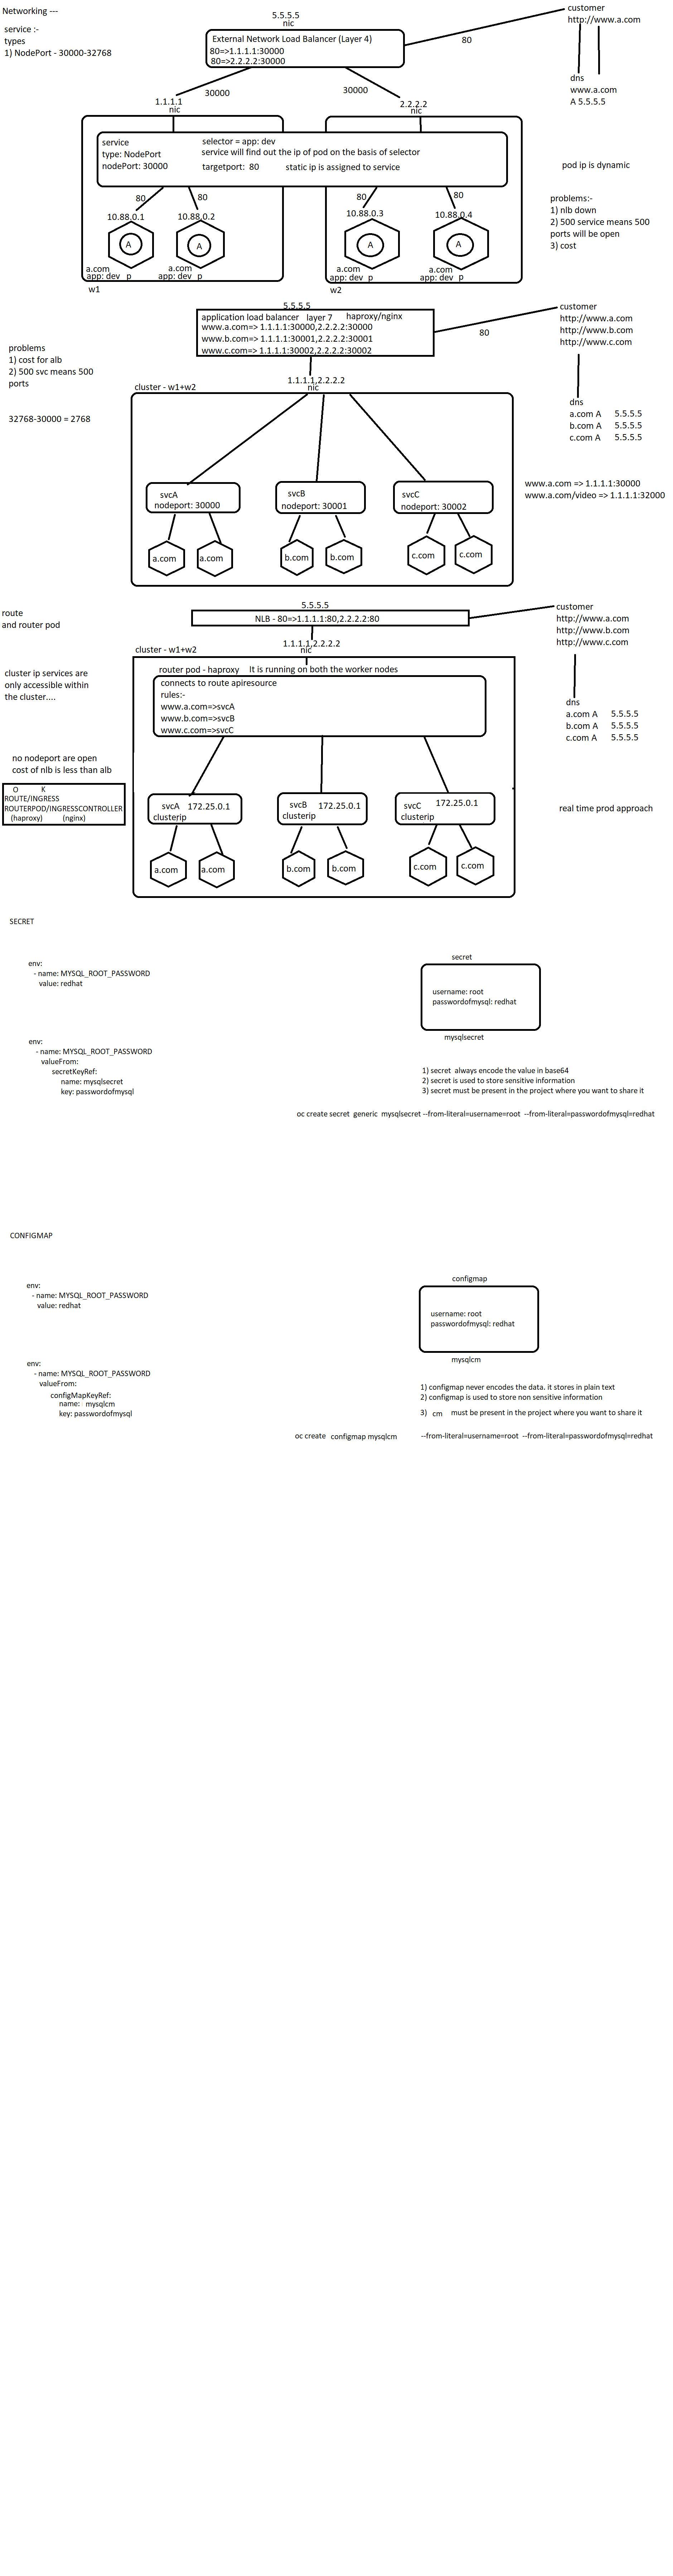 Networking ---
service :-
types
1) NodePort - 30000-32768
5.5.5.5
nic
External Network Load Balancer (Layer 4)
80=>1.1.1.1:30000
80=>2.2.2.2:30000
80
customer
http://www.a.com
dns
www.a.com
A 5.5.5.5
30000
30000
1.1.1.1
nic
2.2.2.2
nic
service
type: NodePort
nodePort: 30000
selector = app: dev
service will find out the ip of pod on the basis of selector
targetport: 80
static ip is assigned to service
pod ip is dynamic
80
80
80
80
10.88.0.1
10.88.0.2
10.88.0.3
10.88.0.4
A
A
A
A
a.com
app: dev p
a.com
app: dev p
a.com
app: dev p
a.com
app: dev p
w1
w2
problems:-
1) nlb down
2) 500 service means 500
ports will be open
3) cost
5.5.5.5
application load balancer layer 7 haproxy/nginx
www.a.com=> 1.1.1.1:30000,2.2.2.2:30000
www.b.com=> 1.1.1.1:30001,2.2.2.2:30001
www.c.com=> 1.1.1.1:30002,2.2.2.2:30002
80
customer
http://www.a.com
http://www.b.com
http://www.c.com
problems
1) cost for alb
2) 500 svc means 500
ports
32768-30000 = 2768
1.1.1.1,2.2.2.2
nic
cluster - w1+w2
dns
a.com A 5.5.5.5
b.com A 5.5.5.5
c.com A 5.5.5.5
www.a.com => 1.1.1.1:30000
www.a.com/video => 1.1.1.1:32000
svcA
nodeport: 30000
svcB
nodeport: 30001
svcC
nodeport: 30002
a.com
a.com
b.com
b.com
c.com
c.com
route
and router pod
5.5.5.5
NLB - 80=>1.1.1.1:80,2.2.2.2:80
customer
http://www.a.com
http://www.b.com
http://www.c.com
1.1.1.1,2.2.2.2
nic
cluster - w1+w2
router pod - haproxy It is running on both the worker nodes
connects to route apiresource
rules:-
www.a.com=>svcA
www.b.com=>svcB
www.c.com=>svcC
cluster ip services are
only accessible within
the cluster....
dns
a.com A 5.5.5.5
b.com A 5.5.5.5
c.com A 5.5.5.5
no nodeport are open
cost of nlb is less than alb
O K
ROUTE/INGRESS
ROUTERPOD/INGRESSCONTROLLER
(haproxy) (nginx)
svcA 172.25.0.1
clusterip
svcB 172.25.0.1
clusterip
svcC 172.25.0.1
clusterip
real time prod approach
a.com
a.com
b.com
b.com
c.com
c.com
SECRET
env:
- name: MYSQL_ROOT_PASSWORD
value: redhat
secret
username: root
passwordofmysql: redhat
mysqlsecret
env:
- name: MYSQL_ROOT_PASSWORD
valueFrom:
secretKeyRef:
name: mysqlsecret
key: passwordofmysql
1) secret always encode the value in base64
2) secret is used to store sensitive information
3) secret must be present in the project where you want to share it
oc create secret generic mysqlsecret --from-literal=username=root --from-literal=passwordofmysql=redhat
CONFIGMAP
env:
- name: MYSQL_ROOT_PASSWORD
value: redhat
configmap
username: root
passwordofmysql: redhat
mysqlcm
env:
- name: MYSQL_ROOT_PASSWORD
valueFrom:
configMapKeyRef:
name: mysqlcm
key: passwordofmysql
1) configmap never encodes the data. it stores in plain text
2) configmap is used to store non sensitive information
3) cm must be present in the project where you want to share it
oc create configmap mysqlcm --from-literal=username=root --from-literal=passwordofmysql=redhat